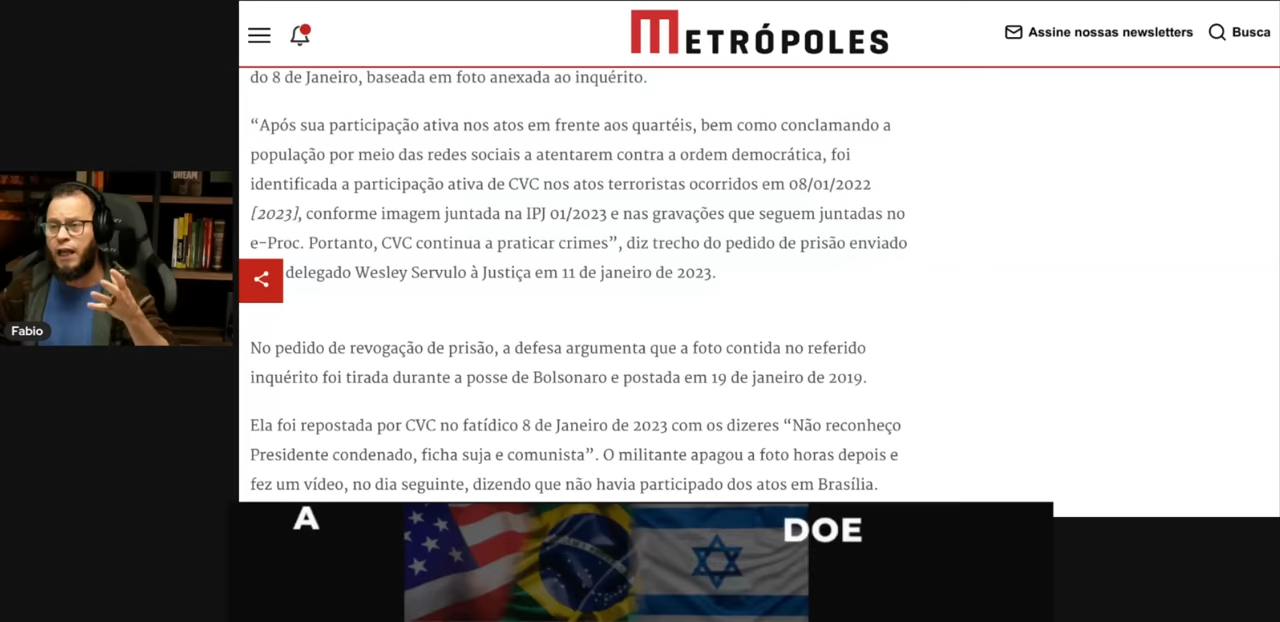 METRÓPOLES
Assine nossas newsletters
Busca
do 8 de Janeiro, baseada em foto anexada ao inquérito.
“Após sua participação ativa nos atos em frente aos quartéis, bem como conclamando a
população por meio das redes sociais a atentarem contra a ordem democrática, foi
identificada a participação ativa de CVC nos atos terroristas ocorridos em 08/01/2022
[2023], conforme imagem juntada na IPJ 01/2023 e nas gravações que seguem juntadas no
e-Proc. Portanto, CVC continua a praticar crimes”, diz trecho do pedido de prisão enviado
delegado Wesley Servulo à Justiça em 11 de janeiro de 2023.
No pedido de revogação de prisão, a defesa argumenta que a foto contida no referido
inquérito foi tirada durante a posse de Bolsonaro e postada em 19 de janeiro de 2019.
Ela foi repostada por CVC no fatídico 8 de Janeiro de 2023 com os dizeres “Não reconheço
Presidente condenado, ficha suja e comunista”. O militante apagou a foto horas depois e
fez um vídeo, no dia seguinte, dizendo que não havia participado dos atos em Brasília.
DREAM
Fabio
A
DOE